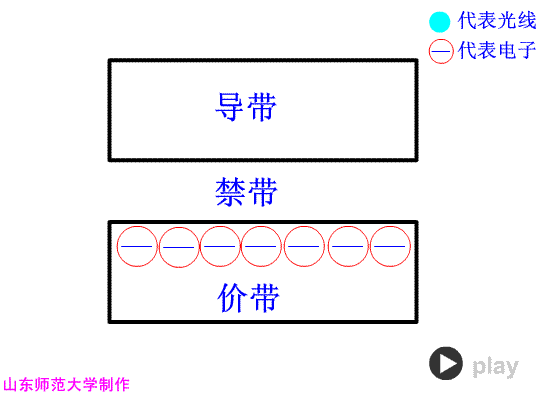 代表光线
代表电子
导带
禁带
价带
play
山东师范大学制作